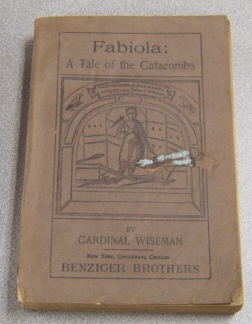 Fabiola:
A Tale of the Catacombs
BY
CARDINAL WISEMAN
NEW YORK, CINCINNATI, CHICAGO
BENZIGER BROTHERS